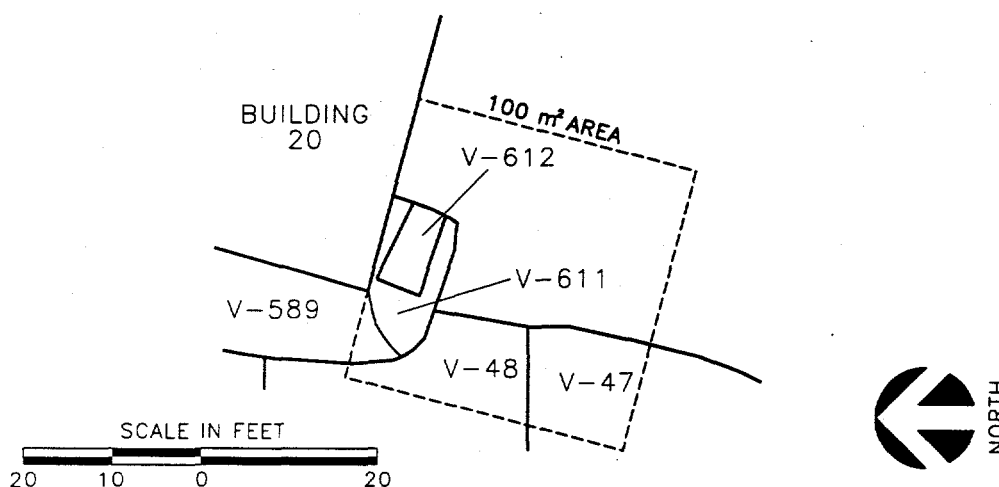 BUILDING
20
100 m² AREA
V-612
V-611
V-589
V-48
V-47
SCALE IN FEET
20 10 0 20
NORTH